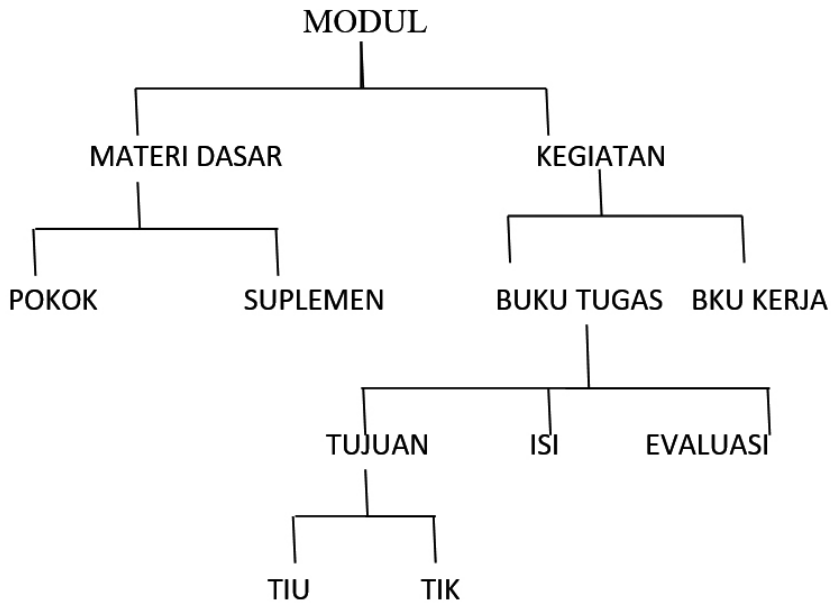 MODUL
MATERI DASAR KEGIATAN
POKOK SUPLEMEN BUKU TUGAS BKU KERJA
TUJUAN ISI EVALUASI
TIU TIK